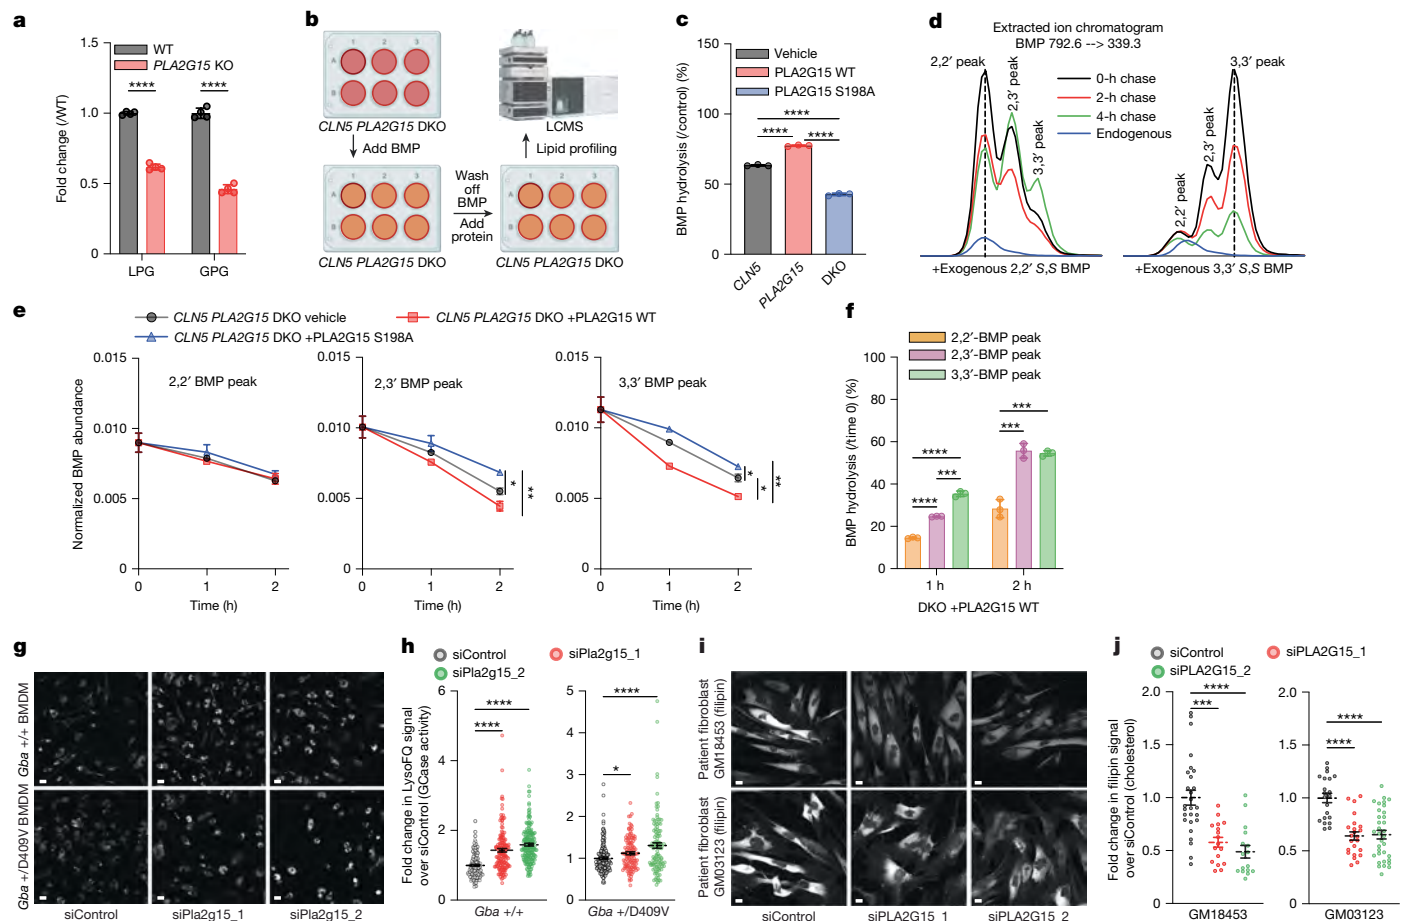 a
1.5
1.0
0.5
0
Fold change (/WT)
WT
PLA2G15 KO
****
****
LPG
GPG
b
1
2
3
A
B
CLN5 PLA2G15 DKO
Add BMP
1
2
3
A
B
CLN5 PLA2G15 DKO
Wash
off
BMP
Add
protein
1
2
3
A
B
CLN5 PLA2G15 DKO
Lipid profiling
LCMS
c
150
100
50
0
BMP hydrolysis (/control) (%)
Vehicle
PLA2G15 WT
PLA2G15 S198A
****
****
****
CLN5
PLA2G15
DKO
d
Extracted ion chromatogram
BMP 792.6 --> 339.3
2,2′ peak
2,3′ peak
3,3′ peak
0-h chase
2-h chase
4-h chase
Endogenous
3,3′ peak
2,3′ peak
2,2′ peak
+Exogenous 2,2′ S,S BMP
+Exogenous 3,3′ S,S BMP
e
CLN5 PLA2G15 DKO vehicle
CLN5 PLA2G15 DKO +PLA2G15 WT
CLN5 PLA2G15 DKO +PLA2G15 S198A
Normalized BMP abundance
0.015
0.010
0.005
0
2,2′ BMP peak
0
1
2
Time (h)
0.015
0.010
0.005
0
2,3′ BMP peak
*
**
0
1
2
Time (h)
0.015
0.010
0.005
0
3,3′ BMP peak
*
*
**
0
1
2
Time (h)
f
2,2′-BMP peak
2,3′-BMP peak
3,3′-BMP peak
100
80
60
40
20
0
BMP hydrolysis (/time 0) (%)
****
****
***
***
***
1 h
2 h
DKO +PLA2G15 WT
g
Gba +/+ BMDM
Gba +/D409V BMDM
siControl
siPla2g15_1
siPla2g15_2
h
siControl
siPla2g15_1
siPla2g15_2
Fold change in LysoFQ signal
over siControl (GCase activity)
6
4
2
0
****
****
Gba +/+
5
4
3
2
1
0
****
*
Gba +/D409V
i
Patient fibroblast
GM18453 (filipin)
Patient fibroblast
GM03123 (filipin)
siControl
siPLA2G15_1
siPLA2G15_2
j
siControl
siPLA2G15_1
siPLA2G15_2
Fold change in filipin signal
over siControl (cholesterol)
2.0
1.5
1.0
0.5
0
****
***
GM18453
2.0
1.5
1.0
0.5
0
****
****
GM03123